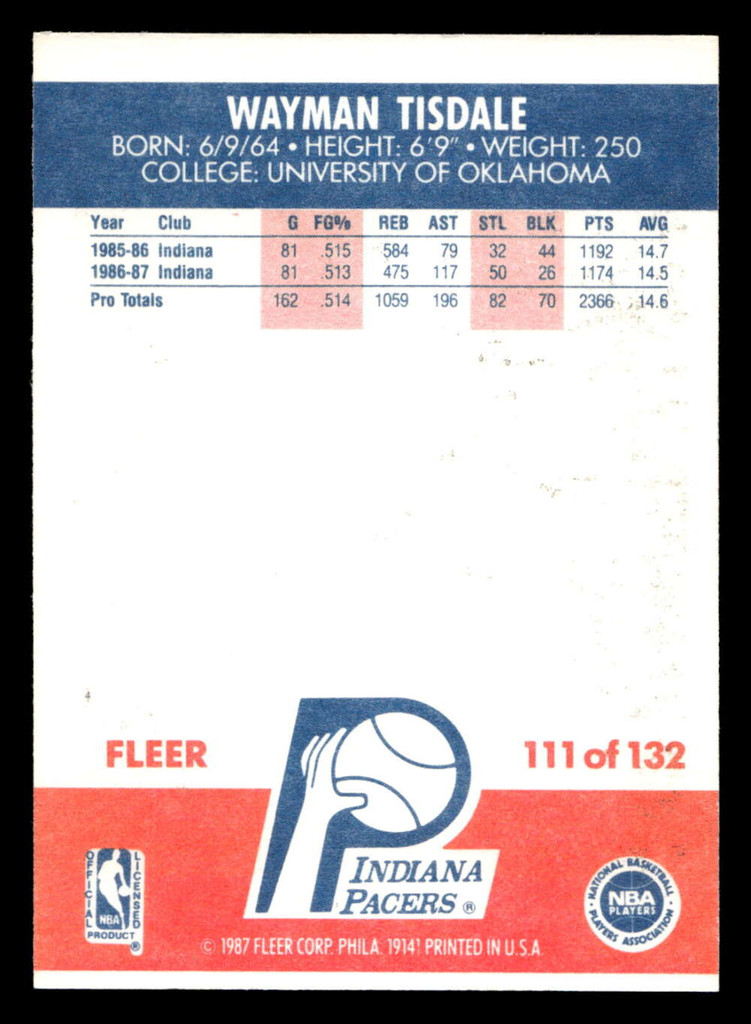 WAYMAN TISDALE
BORN: 6/9/64 • HEIGHT: 6'9" • WEIGHT: 250
COLLEGE: UNIVERSITY OF OKLAHOMA
Year Club G FG% REB AST STL BLK PTS AVG
1985-86 Indiana 81 .515 584 79 32 44 1192 14.7
1986-87 Indiana 81 .513 475 117 50 26 1174 14.5
Pro Totals 162 .514 1059 196 82 70 2366 14.6
4
FLEER 111 of 132
OFFICIAL LICENSED
NBA
PRODUCT ®
INDIANA
PACERS ®
NATIONAL BASKETBALL
NBA
PLAYERS
PLAYERS ASSOCIATION
© 1987 FLEER CORP. PHILA. 19141 PRINTED IN U.S.A.